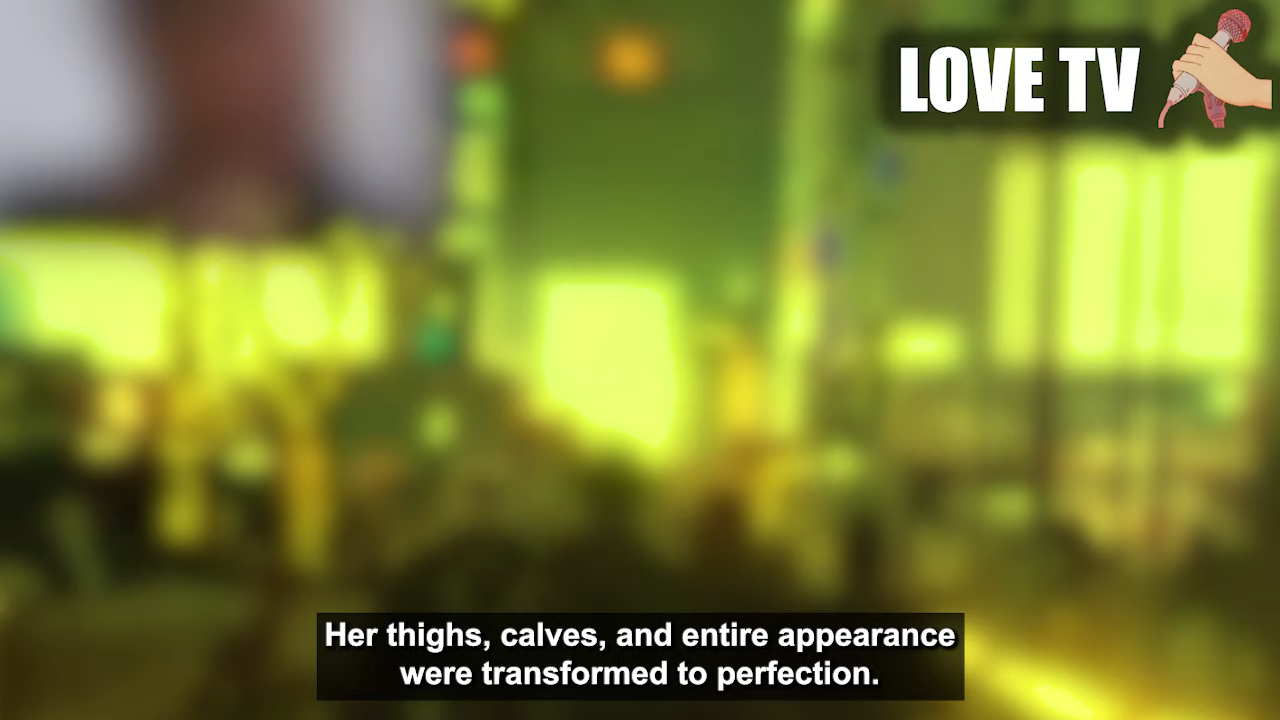 LOVE TV
Her thighs, calves, and entire appearance
were transformed to perfection.